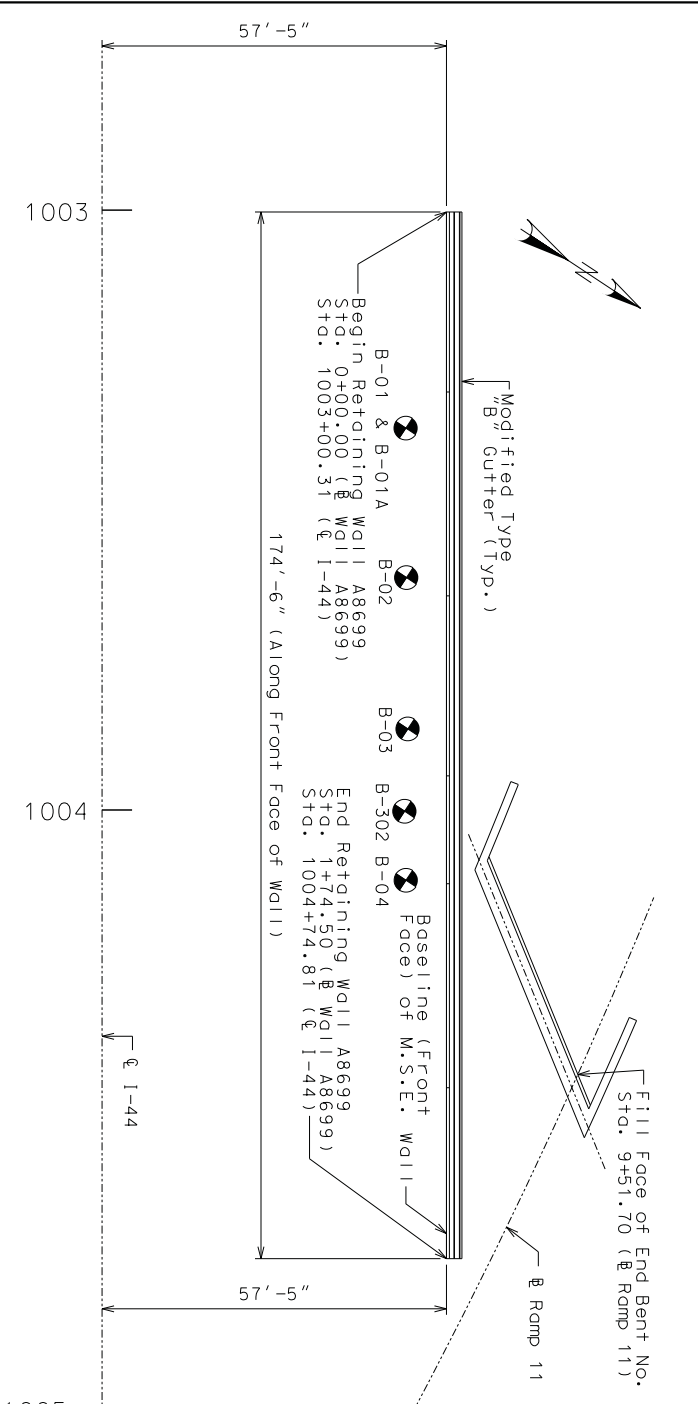 57'-5"
1003
Modified Type
"B" Gutter (Typ.)
Begin Retaining Wall A8699
Sta. 0+00.00 (℄ Wall A8699)
Sta. 1003+00.31 (℄ I-44)
B-01 & B-01A
B-02
B-03
B-302
B-04
174'-6" (Along Front Face of Wall)
1004
Baseline (Front
Face) of M.S.E. Wall
End Retaining Wall A8699
Sta. 1+74.50 (℄ Wall A8699)
Sta. 1004+74.81 (℄ I-44)
Fill Face of End Bent No.
Sta. 9+51.70 (℄ Ramp 11)
℄ I-44
℄ Ramp 11
57'-5"
N